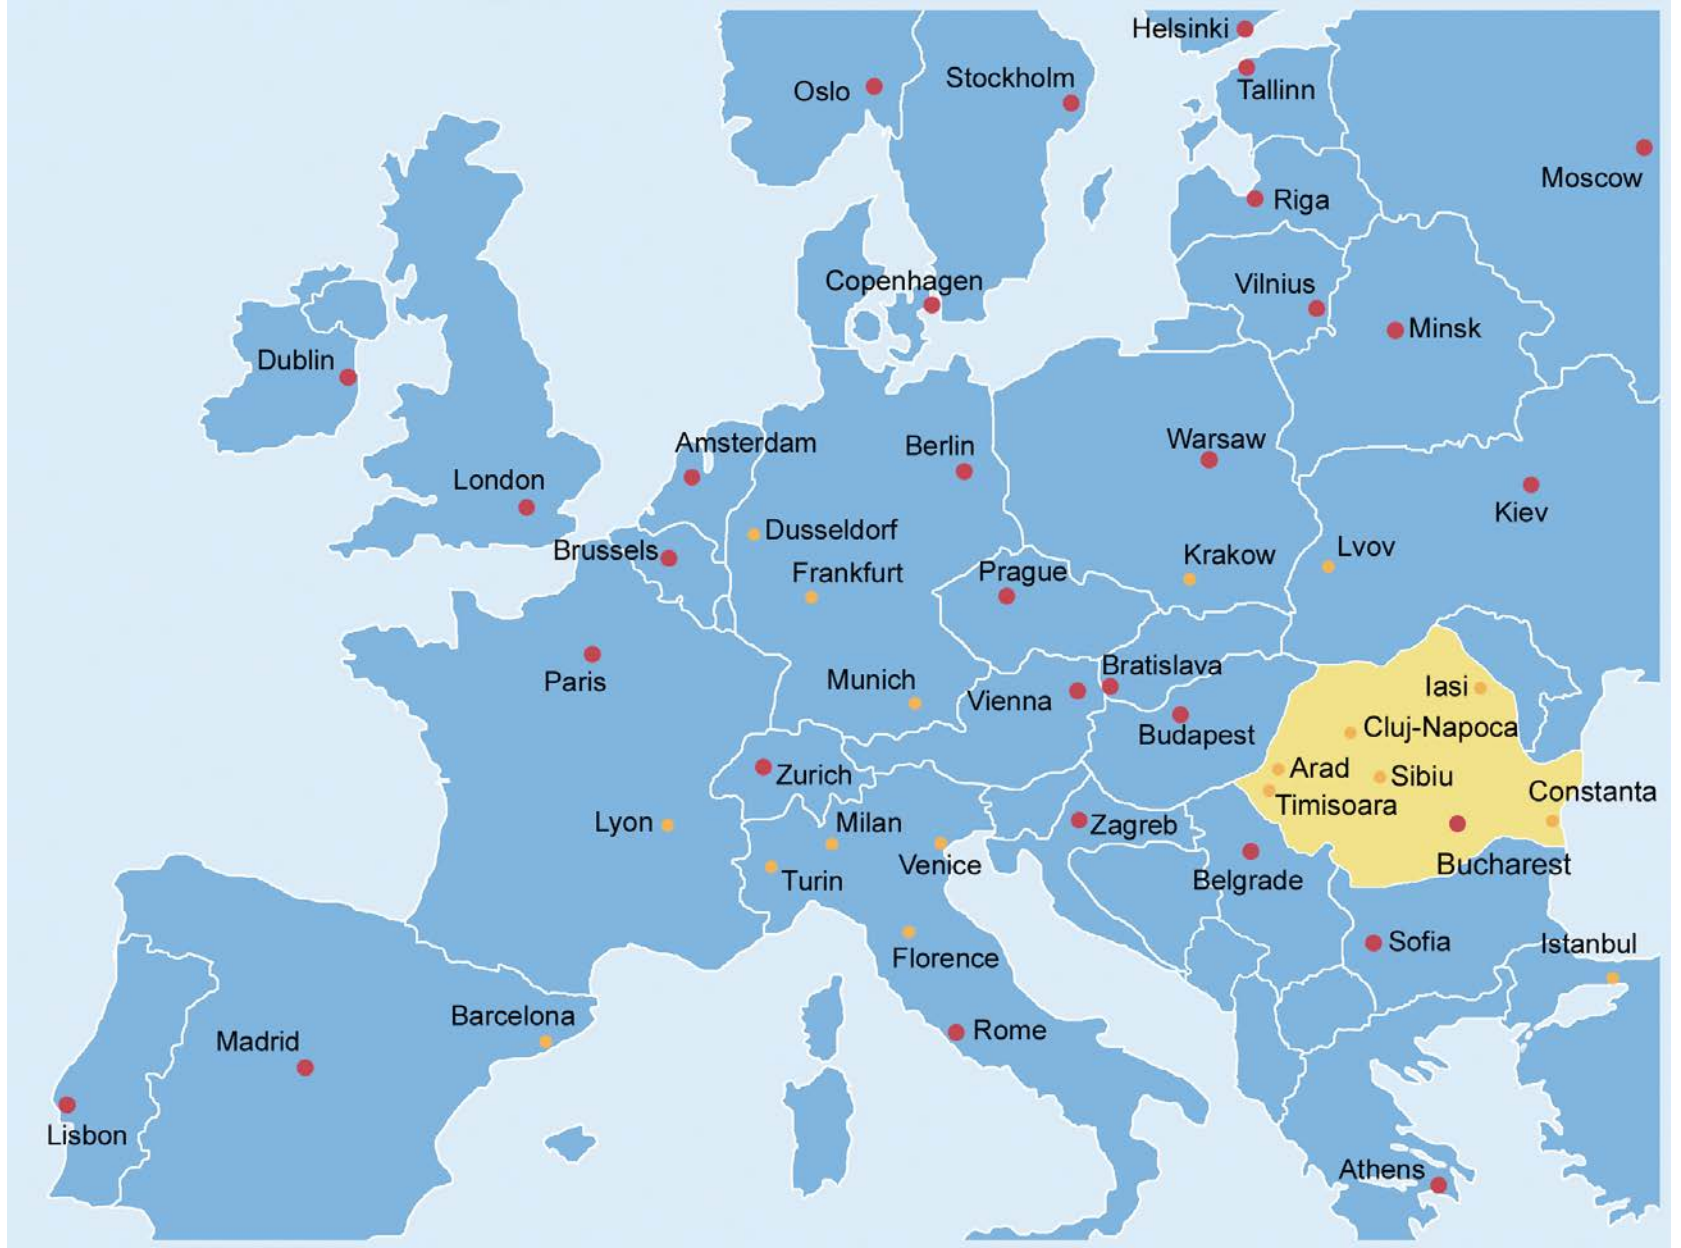 Helsinki
Oslo
Stockholm
Tallinn
Moscow
Riga
Copenhagen
Vilnius
Minsk
Dublin
Amsterdam
Berlin
Warsaw
London
Kiev
Dusseldorf
Brussels
Krakow
Lvov
Frankfurt
Prague
Paris
Munich
Vienna
Bratislava
Iasi
Budapest
Cluj-Napoca
Zurich
Arad
Sibiu
Constanta
Timisoara
Lyon
Milan
Zagreb
Venice
Turin
Belgrade
Bucharest
Sofia
Istanbul
Florence
Barcelona
Rome
Madrid
Lisbon
Athens